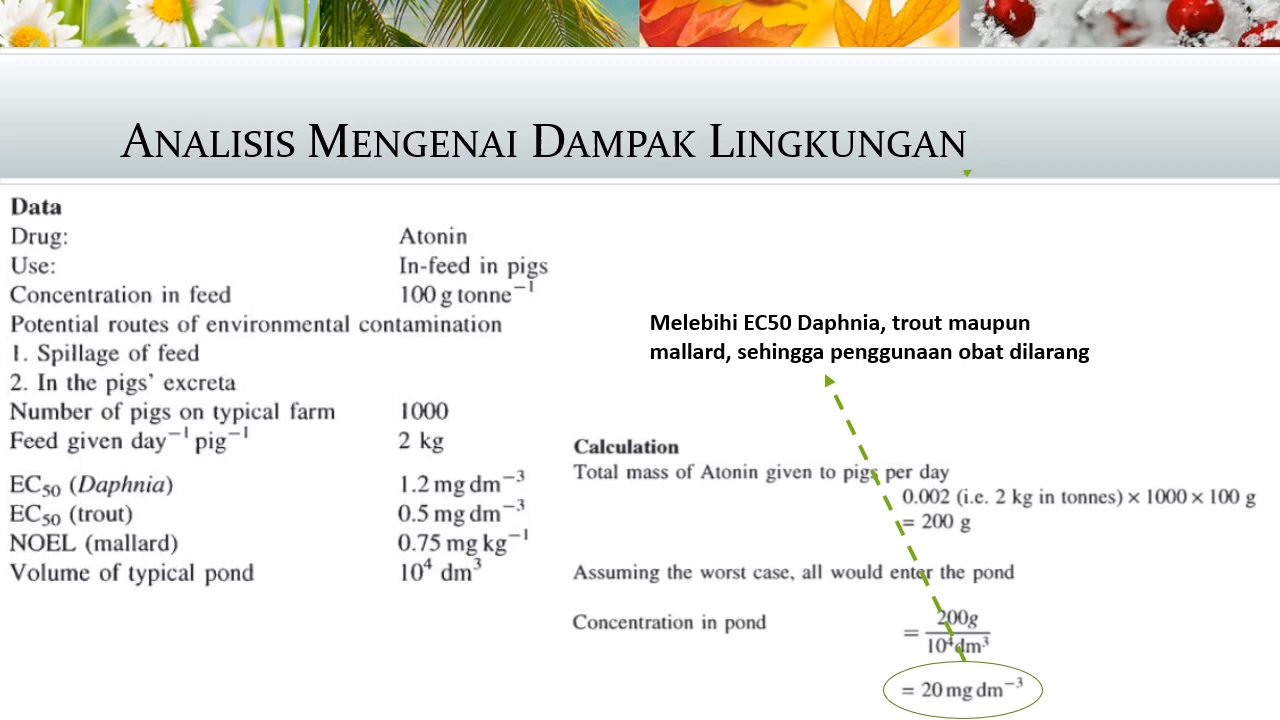 ANALISIS MENGENAI DAMPAK LINGKUNGAN
Data
Drug: Atonin
Use: In-feed in pigs
Concentration in feed 100 g tonne⁻¹
Potential routes of environmental contamination
1. Spillage of feed
2. In the pigs' excreta
Number of pigs on typical farm 1000
Feed given day⁻¹ pig⁻¹ 2 kg
EC₅₀ (Daphnia) 1.2 mg dm⁻³
EC₅₀ (trout) 0.5 mg dm⁻³
NOEL (mallard) 0.75 mg kg⁻¹
Volume of typical pond 10⁴ dm³
Melebihi EC50 Daphnia, trout maupun
mallard, sehingga penggunaan obat dilarang
Calculation
Total mass of Atonin given to pigs per day
0.002 (i.e. 2 kg in tonnes) × 1000 × 100 g
= 200 g
Assuming the worst case, all would enter the pond
Concentration in pond = 200g / 10⁴dm³
= 20 mg dm⁻³